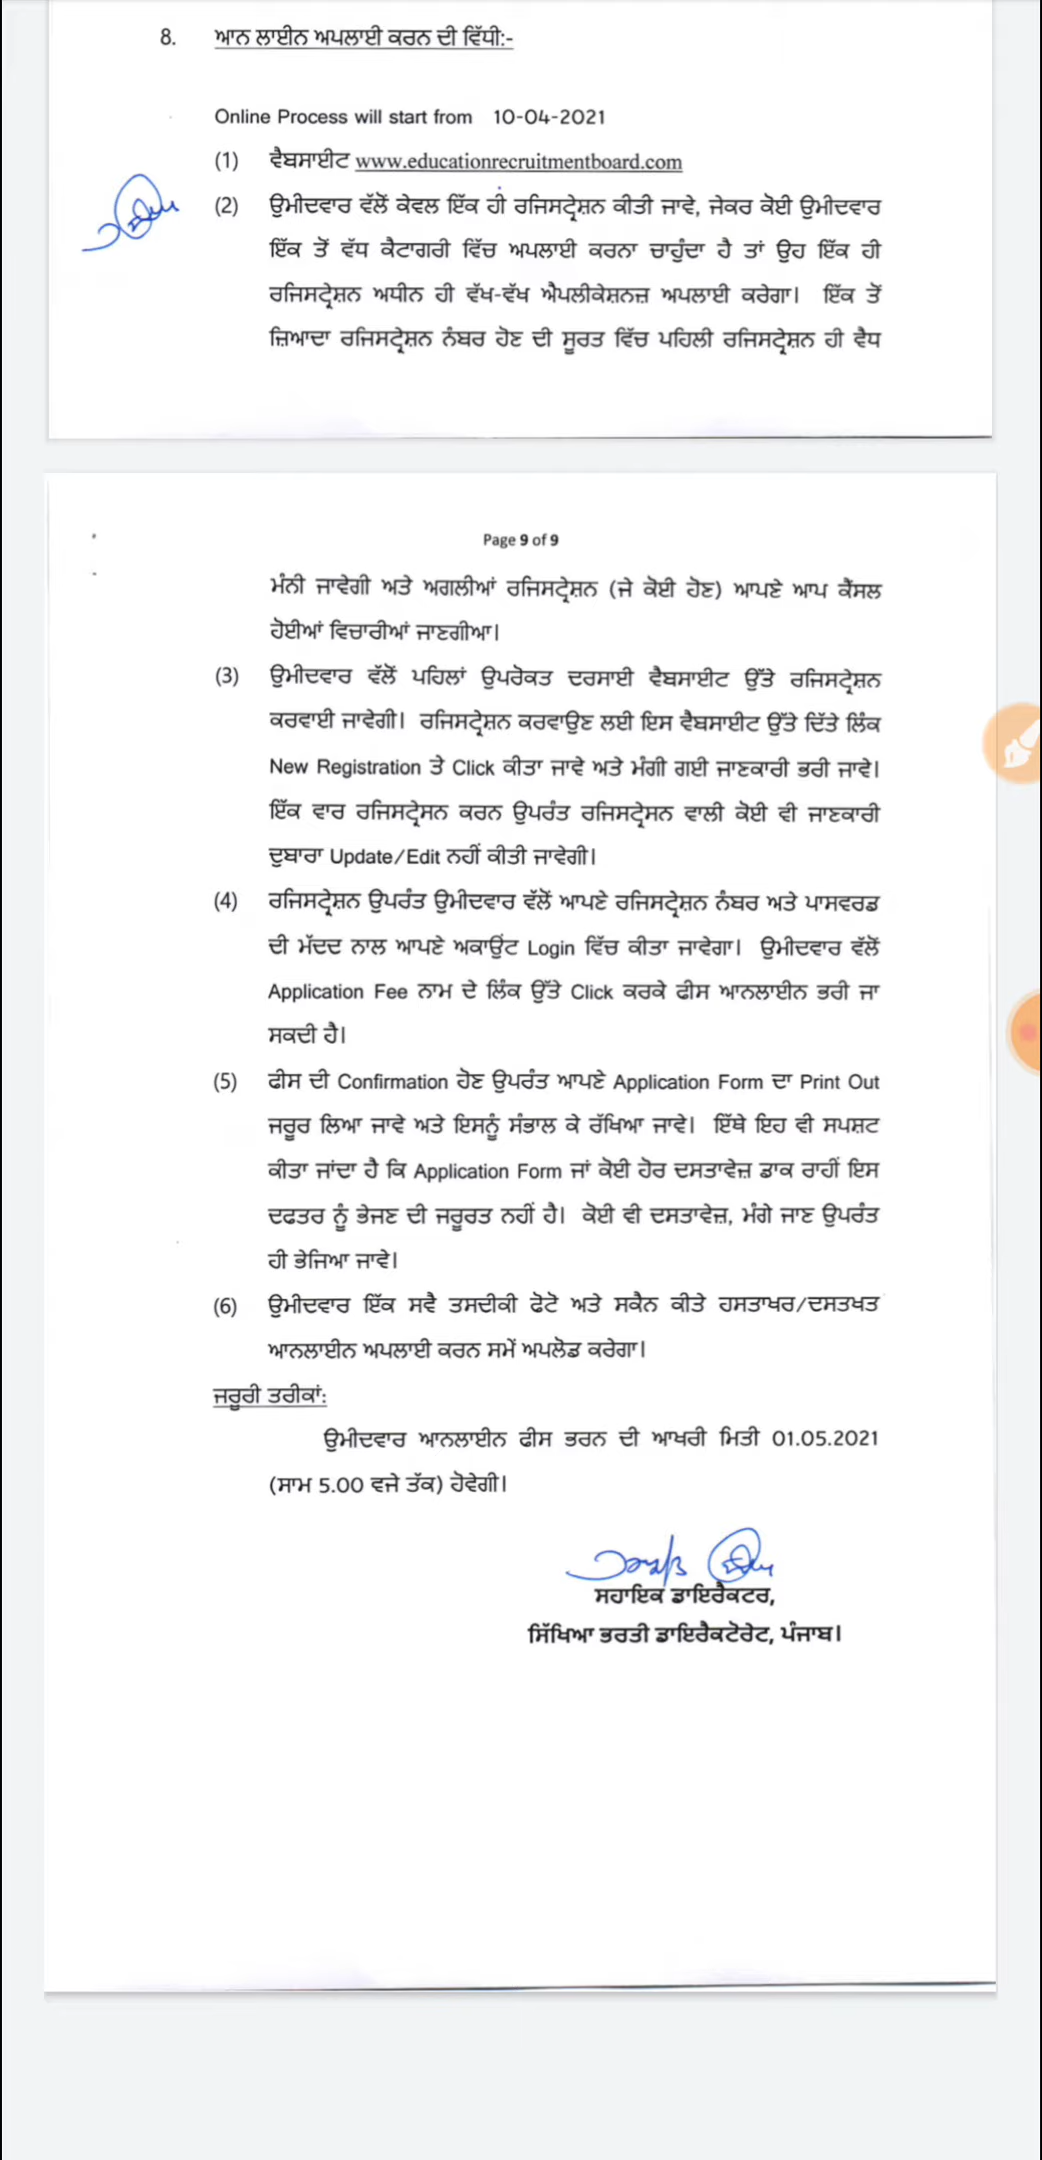 8. ਆਨ ਲਾਈਨ ਅਪਲਾਈ ਕਰਨ ਦੀ ਵਿੱਧੀ:-
Online Process will start from 10-04-2021
(1) ਵੈਬਸਾਈਟ www.educationrecruitmentboard.com
(2) ਉਮੀਦਵਾਰ ਵੱਲੋਂ ਕੇਵਲ ਇੱਕ ਹੀ ਰਜਿਸਟ੍ਰੇਸ਼ਨ ਕੀਤੀ ਜਾਵੇ, ਜੇਕਰ ਕੋਈ ਉਮੀਦਵਾਰ
ਇੱਕ ਤੋਂ ਵੱਧ ਕੈਟਾਗਰੀ ਵਿੱਚ ਅਪਲਾਈ ਕਰਨਾ ਚਾਹੁੰਦਾ ਹੈ ਤਾਂ ਉਹ ਇੱਕ ਹੀ
ਰਜਿਸਟ੍ਰੇਸ਼ਨ ਅਧੀਨ ਹੀ ਵੱਖ-ਵੱਖ ਐਪਲੀਕੇਸ਼ਨਜ਼ ਅਪਲਾਈ ਕਰੇਗਾ। ਇੱਕ ਤੋਂ
ਜ਼ਿਆਦਾ ਰਜਿਸਟ੍ਰੇਸ਼ਨ ਨੰਬਰ ਹੋਣ ਦੀ ਸੂਰਤ ਵਿੱਚ ਪਹਿਲੀ ਰਜਿਸਟ੍ਰੇਸ਼ਨ ਹੀ ਵੈਧ
Page 9 of 9
ਮੰਨੀ ਜਾਵੇਗੀ ਅਤੇ ਅਗਲੀਆਂ ਰਜਿਸਟ੍ਰੇਸ਼ਨ (ਜੇ ਕੋਈ ਹੋਣ) ਆਪਣੇ ਆਪ ਕੈਂਸਲ
ਹੋਈਆਂ ਵਿਚਾਰੀਆਂ ਜਾਣਗੀਆ।
(3) ਉਮੀਦਵਾਰ ਵੱਲੋਂ ਪਹਿਲਾਂ ਉਪਰੋਕਤ ਦਰਸਾਈ ਵੈਬਸਾਈਟ ਉੱਤੇ ਰਜਿਸਟ੍ਰੇਸ਼ਨ
ਕਰਵਾਈ ਜਾਵੇਗੀ। ਰਜਿਸਟ੍ਰੇਸ਼ਨ ਕਰਵਾਉਣ ਲਈ ਇਸ ਵੈਬਸਾਈਟ ਉੱਤੇ ਦਿੱਤੇ ਲਿੰਕ
New Registration ਤੇ Click ਕੀਤਾ ਜਾਵੇ ਅਤੇ ਮੰਗੀ ਗਈ ਜਾਣਕਾਰੀ ਭਰੀ ਜਾਵੇ।
ਇੱਕ ਵਾਰ ਰਜਿਸਟ੍ਰੇਸਨ ਕਰਨ ਉਪਰੰਤ ਰਜਿਸਟ੍ਰੇਸਨ ਵਾਲੀ ਕੋਈ ਵੀ ਜਾਣਕਾਰੀ
ਦੁਬਾਰਾ Update/Edit ਨਹੀਂ ਕੀਤੀ ਜਾਵੇਗੀ।
(4) ਰਜਿਸਟ੍ਰੇਸ਼ਨ ਉਪਰੰਤ ਉਮੀਦਵਾਰ ਵੱਲੋਂ ਆਪਣੇ ਰਜਿਸਟ੍ਰੇਸ਼ਨ ਨੰਬਰ ਅਤੇ ਪਾਸਵਰਡ
ਦੀ ਮੱਦਦ ਨਾਲ ਆਪਣੇ ਅਕਾਉਂਟ Login ਵਿੱਚ ਕੀਤਾ ਜਾਵੇਗਾ। ਉਮੀਦਵਾਰ ਵੱਲੋਂ
Application Fee ਨਾਮ ਦੇ ਲਿੰਕ ਉੱਤੇ Click ਕਰਕੇ ਫੀਸ ਆਨਲਾਈਨ ਭਰੀ ਜਾ
ਸਕਦੀ ਹੈ।
(5) ਫੀਸ ਦੀ Confirmation ਹੋਣ ਉਪਰੰਤ ਆਪਣੇ Application Form ਦਾ Print Out
ਜਰੂਰ ਲਿਆ ਜਾਵੇ ਅਤੇ ਇਸਨੂੰ ਸੰਭਾਲ ਕੇ ਰੱਖਿਆ ਜਾਵੇ। ਇੱਥੇ ਇਹ ਵੀ ਸਪਸ਼ਟ
ਕੀਤਾ ਜਾਂਦਾ ਹੈ ਕਿ Application Form ਜਾਂ ਕੋਈ ਹੋਰ ਦਸਤਾਵੇਜ਼ ਡਾਕ ਰਾਹੀਂ ਇਸ
ਦਫਤਰ ਨੂੰ ਭੇਜਣ ਦੀ ਜਰੂਰਤ ਨਹੀਂ ਹੈ। ਕੋਈ ਵੀ ਦਸਤਾਵੇਜ਼, ਮੰਗੇ ਜਾਣ ਉਪਰੰਤ
ਹੀ ਭੇਜਿਆ ਜਾਵੇ।
(6) ਉਮੀਦਵਾਰ ਇੱਕ ਸਵੈ ਤਸਦੀਕੀ ਫੋਟੋ ਅਤੇ ਸਕੈਨ ਕੀਤੇ ਹਸਤਾਖਰ/ਦਸਤਖਤ
ਆਨਲਾਈਨ ਅਪਲਾਈ ਕਰਨ ਸਮੇਂ ਅਪਲੋਡ ਕਰੇਗਾ।
ਜਰੂਰੀ ਤਰੀਕਾਂ:
ਉਮੀਦਵਾਰ ਆਨਲਾਈਨ ਫੀਸ ਭਰਨ ਦੀ ਆਖਰੀ ਮਿਤੀ 01.05.2021
(ਸਾਮ 5.00 ਵਜੇ ਤੱਕ) ਹੋਵੇਗੀ।
ਸਹਾਇਕ ਡਾਇਰੈਕਟਰ,
ਸਿੱਖਿਆ ਭਰਤੀ ਡਾਇਰੈਕਟੋਰੇਟ, ਪੰਜਾਬ।